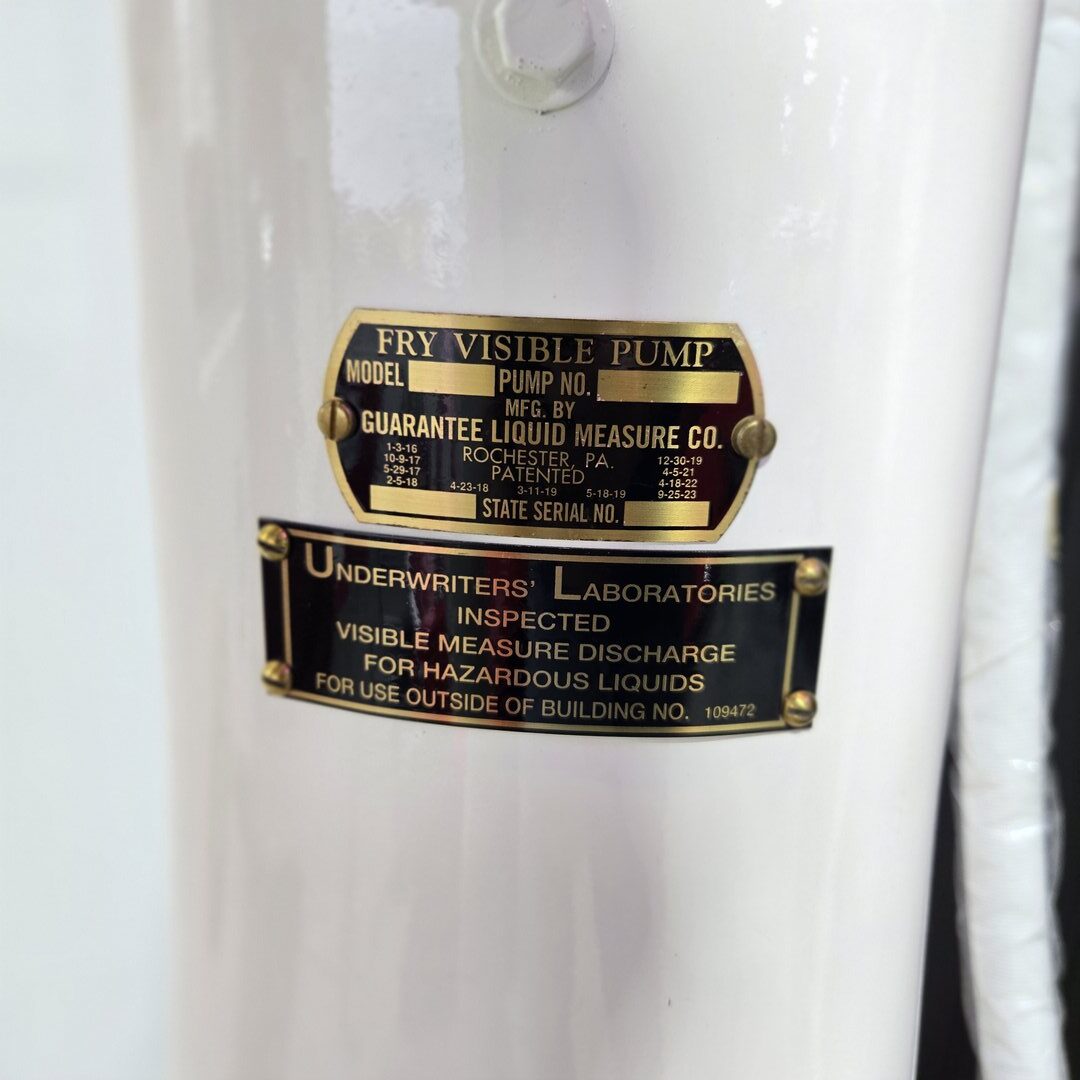 FRY VISIBLE PUMP
MODEL PUMP NO.
MFG. BY
GUARANTEE LIQUID MEASURE CO.
ROCHESTER, PA.
PATENTED
1-3-16
10-9-17
5-29-17
2-5-18
4-23-18 3-11-19 5-18-19
12-30-19
4-5-21
4-18-22
9-25-23
STATE SERIAL NO.
UNDERWRITERS' LABORATORIES
INSPECTED
VISIBLE MEASURE DISCHARGE
FOR HAZARDOUS LIQUIDS
FOR USE OUTSIDE OF BUILDING NO. 109472